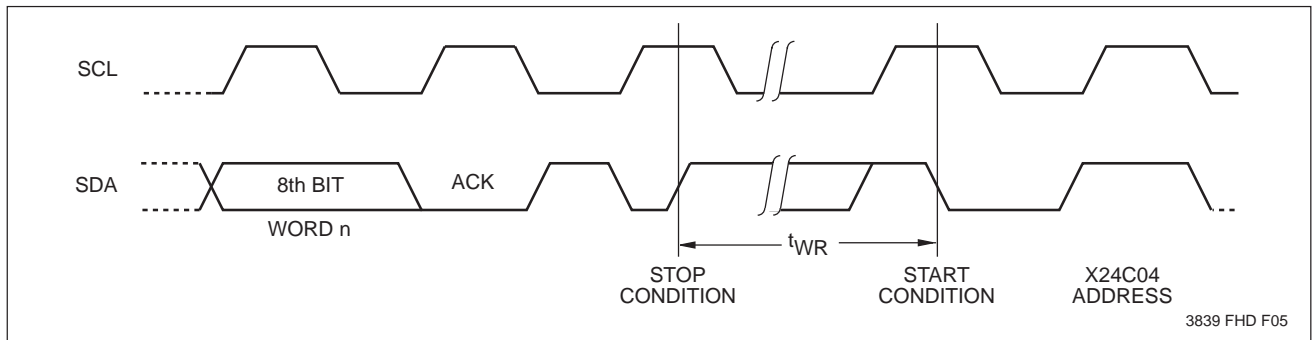 SCL
SDA
8th BIT
ACK
WORD n
tWR
STOP
CONDITION
START
CONDITION
X24C04
ADDRESS
3839 FHD F05